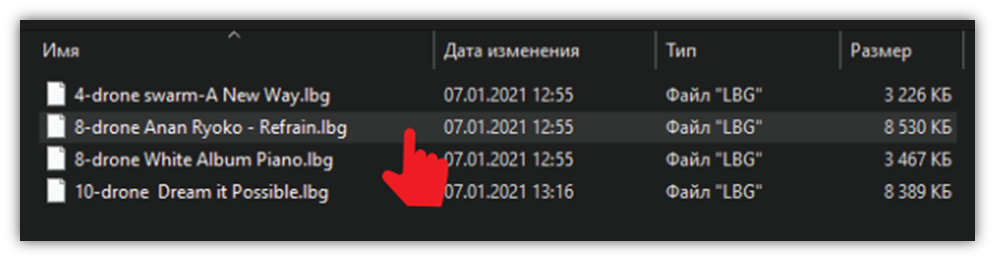 Имя Дата изменения Тип Размер
4-drone swarm-A New Way.lbg 07.01.2021 12:55 Файл "LBG" 3 226 КБ
8-drone Anan Ryoko - Refrain.lbg 07.01.2021 12:55 Файл "LBG" 8 530 КБ
8-drone White Album Piano.lbg 07.01.2021 12:55 Файл "LBG" 3 467 КБ
10-drone  Dream it Possible.lbg 07.01.2021 13:16 Файл "LBG" 8 389 КБ